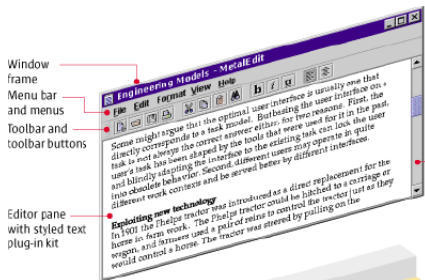 Window
frame
Menu bar
and menus
Toolbar and
toolbar buttons
Editor pane
with styled text
plug-in kit
Engineering Models - MetalEdit
File Edit Format View Help
b i u
Some might argue that the optimal user interface is usually one that
directly corresponds to a task model. But basing the user interface on a
task is not always the correct answer either, for two reasons. First, the
user's task has been shaped by the tools that were used for it in the past,
and blindly adapting the interface to the existing task can lock the user
into obsolete behavior. Second, different users may operate in quite
different work contexts and be served better by different interfaces.
Exploiting new technology
In 1901 the Phelps tractor was introduced as a direct replacement for the
horse in farm work. The Phelps tractor could be hitched to a carriage or
wagon, and farmers used a pair of reins to control the tractor just as they
would control a horse. The tractor was steered by pulling on the